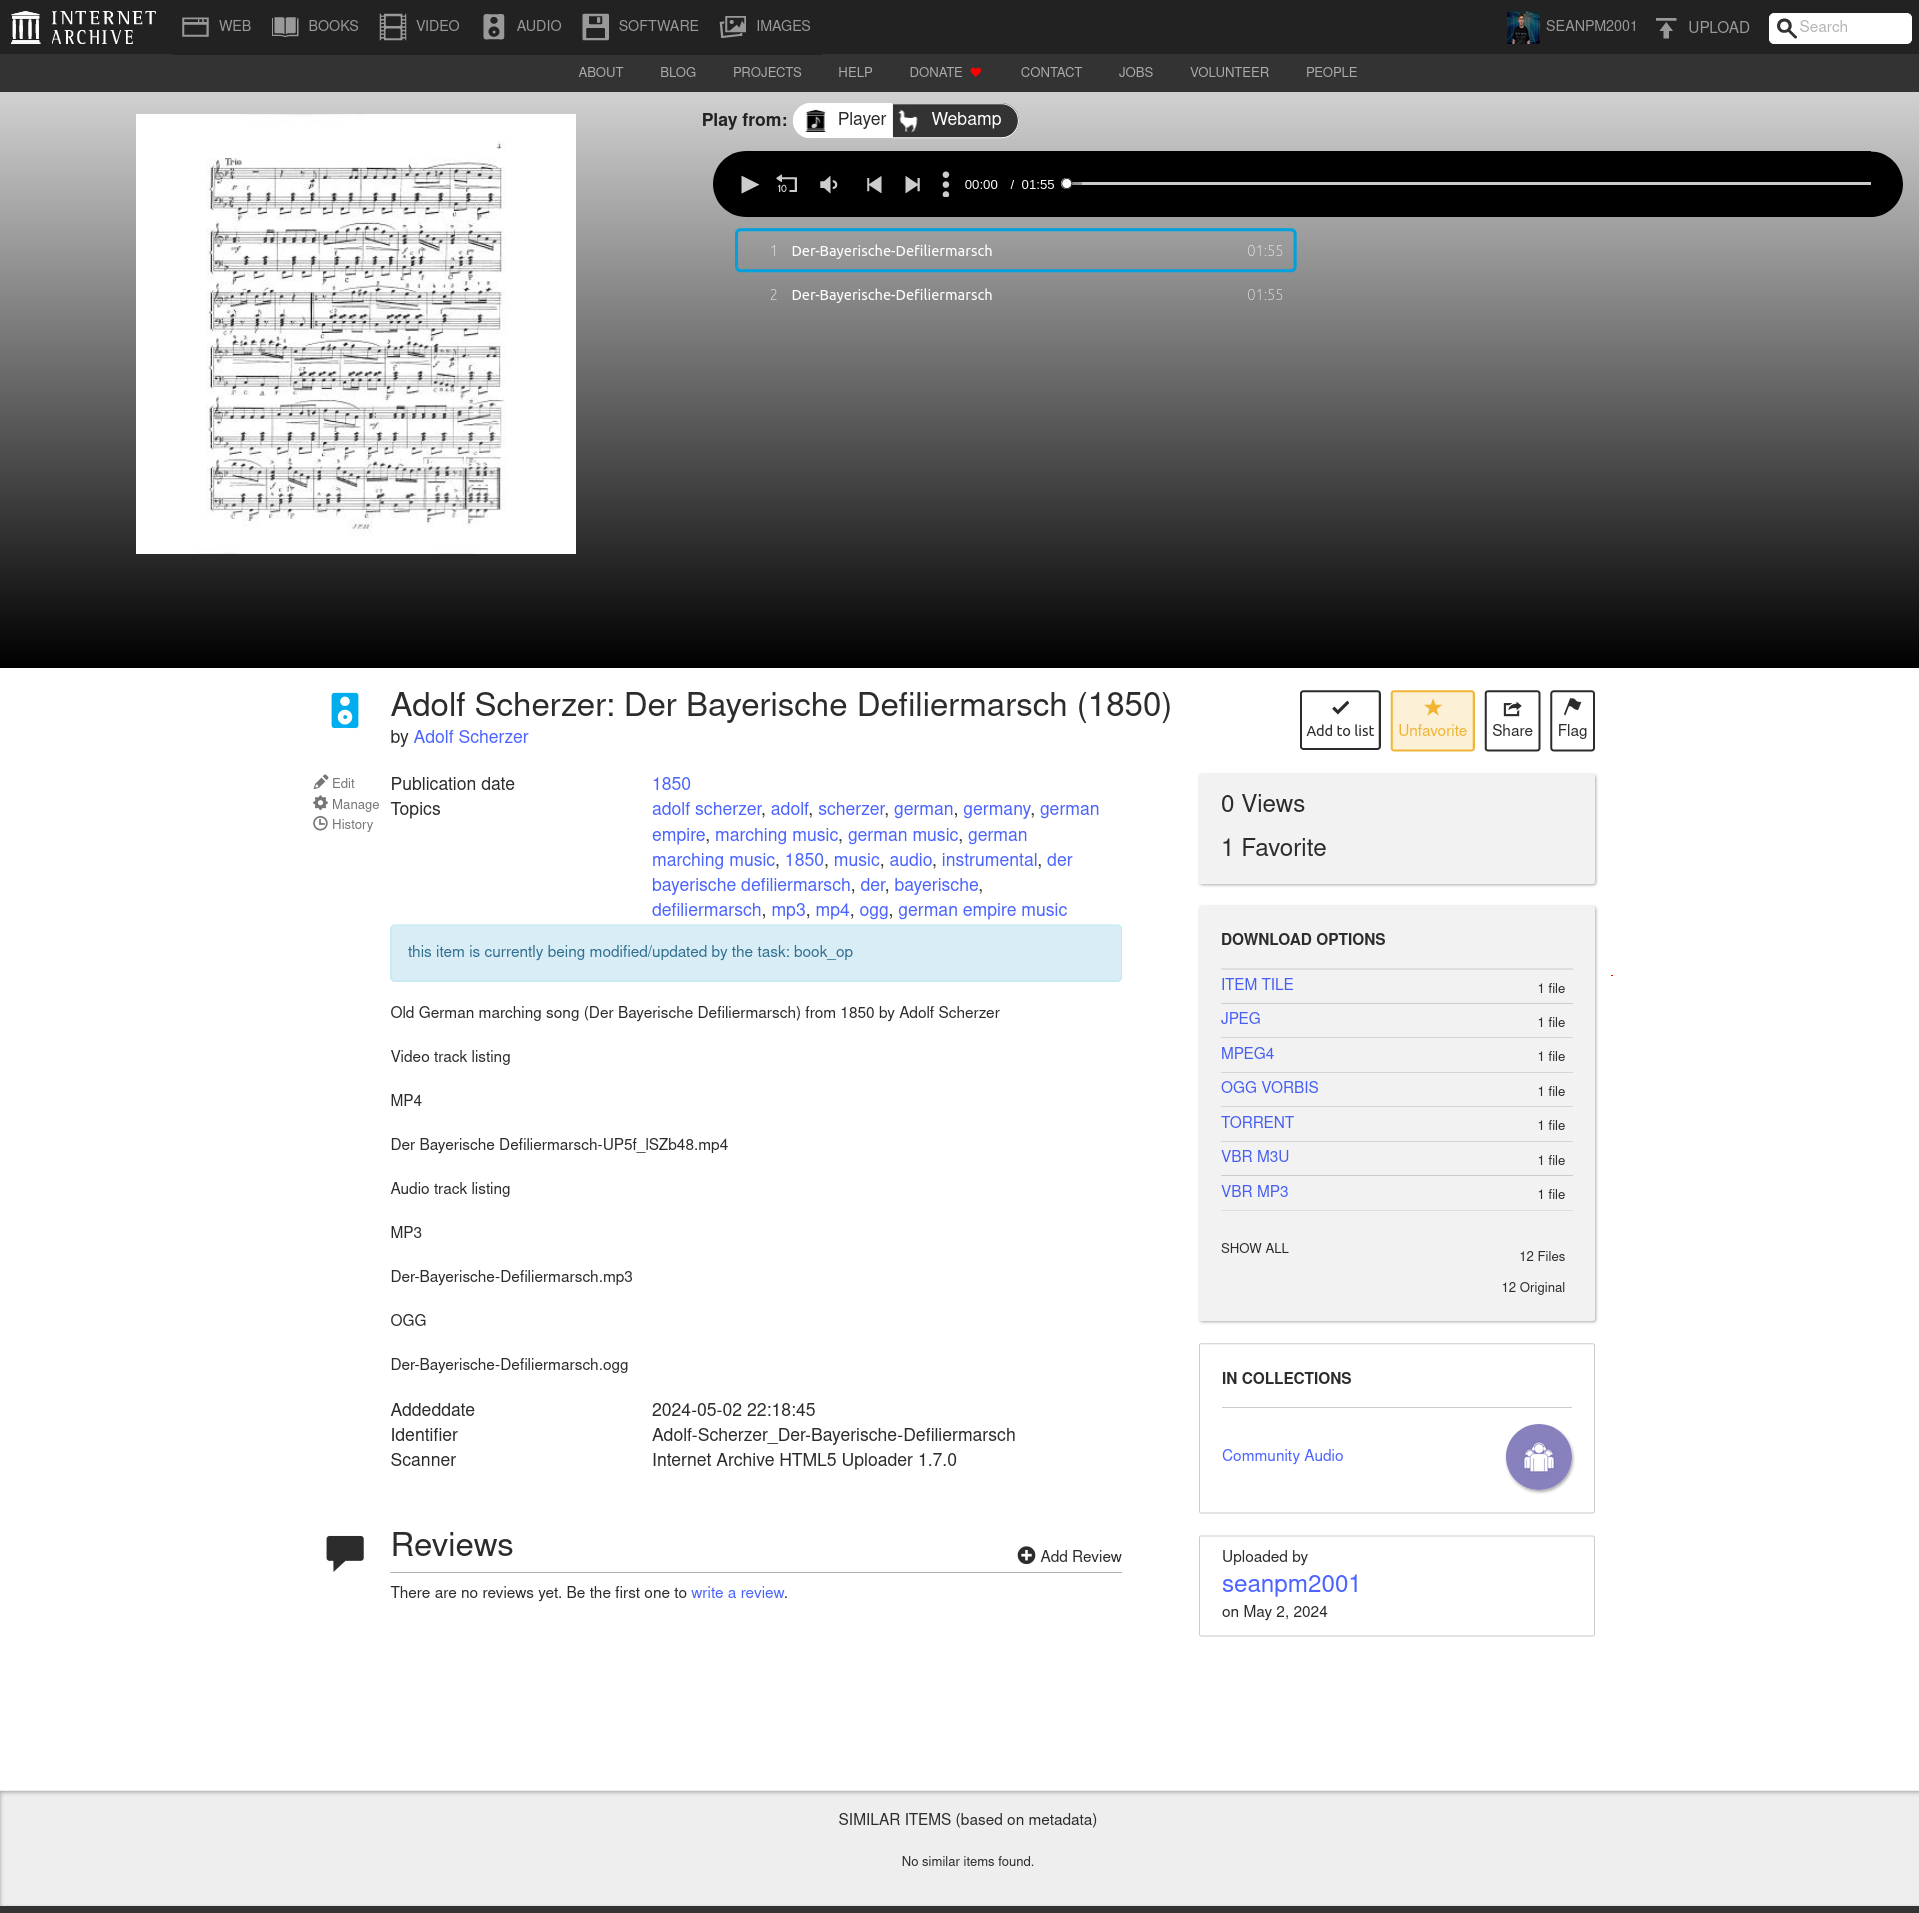 INTERNET ARCHIVE
WEB BOOKS VIDEO AUDIO SOFTWARE IMAGES SEANPM2001 UPLOAD Search
ABOUT BLOG PROJECTS HELP DONATE CONTACT JOBS VOLUNTEER PEOPLE
Play from: Player Webamp
Trio
10 00:00 / 01:55
1 Der-Bayerische-Defiliermarsch 01:55
2 Der-Bayerische-Defiliermarsch 01:55
Adolf Scherzer: Der Bayerische Defiliermarsch (1850)
by Adolf Scherzer
Add to list Unfavorite Share Flag
Edit
Manage
History
Publication date 1850
Topics adolf scherzer, adolf, scherzer, german, germany, german
empire, marching music, german music, german
marching music, 1850, music, audio, instrumental, der
bayerische defiliermarsch, der, bayerische,
defiliermarsch, mp3, mp4, ogg, german empire music
this item is currently being modified/updated by the task: book_op
Old German marching song (Der Bayerische Defiliermarsch) from 1850 by Adolf Scherzer
Video track listing
MP4
Der Bayerische Defiliermarsch-UP5f_lSZb48.mp4
Audio track listing
MP3
Der-Bayerische-Defiliermarsch.mp3
OGG
Der-Bayerische-Defiliermarsch.ogg
Addeddate 2024-05-02 22:18:45
Identifier Adolf-Scherzer_Der-Bayerische-Defiliermarsch
Scanner Internet Archive HTML5 Uploader 1.7.0
Reviews
Add Review
There are no reviews yet. Be the first one to write a review.
0 Views
1 Favorite
DOWNLOAD OPTIONS
ITEM TILE 1 file
JPEG 1 file
MPEG4 1 file
OGG VORBIS 1 file
TORRENT 1 file
VBR M3U 1 file
VBR MP3 1 file
SHOW ALL 12 Files
12 Original
IN COLLECTIONS
Community Audio
Uploaded by
seanpm2001
on May 2, 2024
SIMILAR ITEMS (based on metadata)
No similar items found.